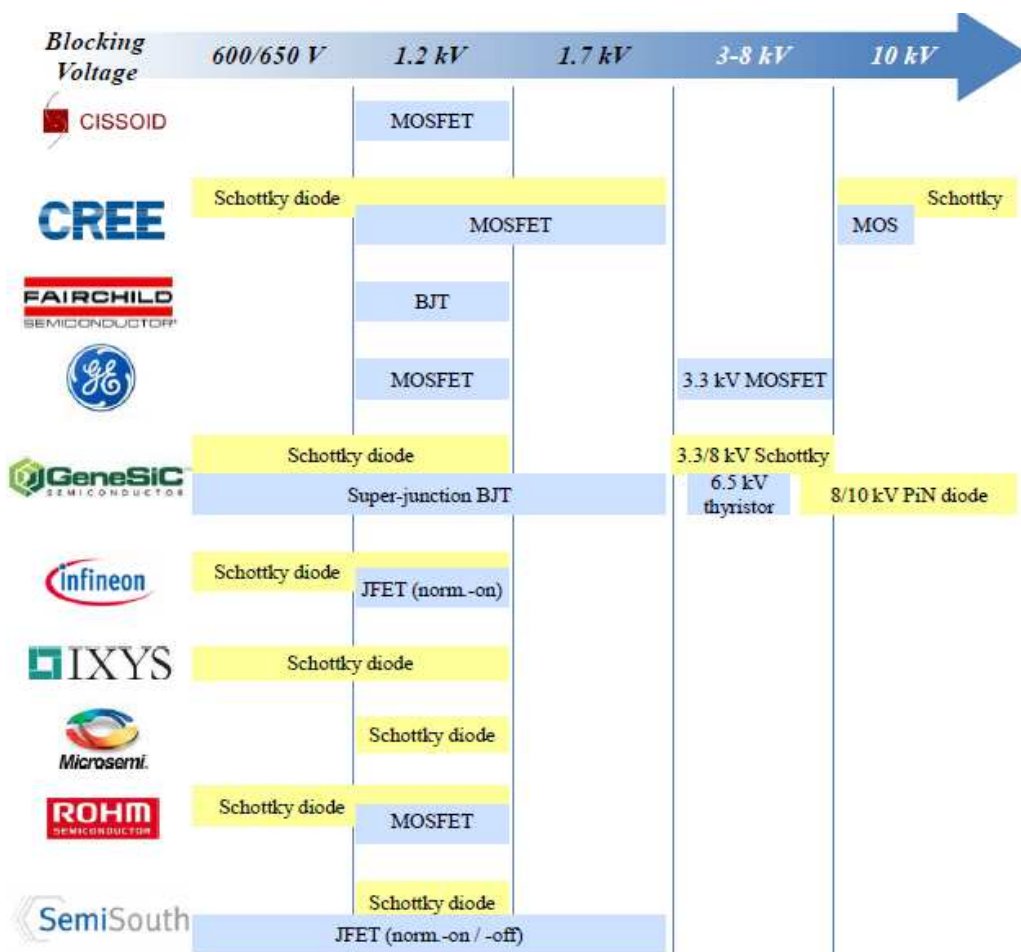 Blocking
Voltage
600/650 V
1.2 kV
1.7 kV
3-8 kV
10 kV
CISSOID
MOSFET
CREE
Schottky diode
Schottky
MOSFET
MOS
FAIRCHILD
SEMICONDUCTOR
BJT
GE
MOSFET
3.3 kV MOSFET
GeneSiC
SEMICONDUCTOR
Schottky diode
3.3/8 kV Schottky
Super-junction BJT
6.5 kV
thyristor
8/10 kV PiN diode
infineon
Schottky diode
JFET (norm.-on)
IXYS
Schottky diode
Microsemi.
Schottky diode
ROHM
SEMICONDUCTOR
Schottky diode
MOSFET
SemiSouth
Schottky diode
JFET (norm.-on / -off)